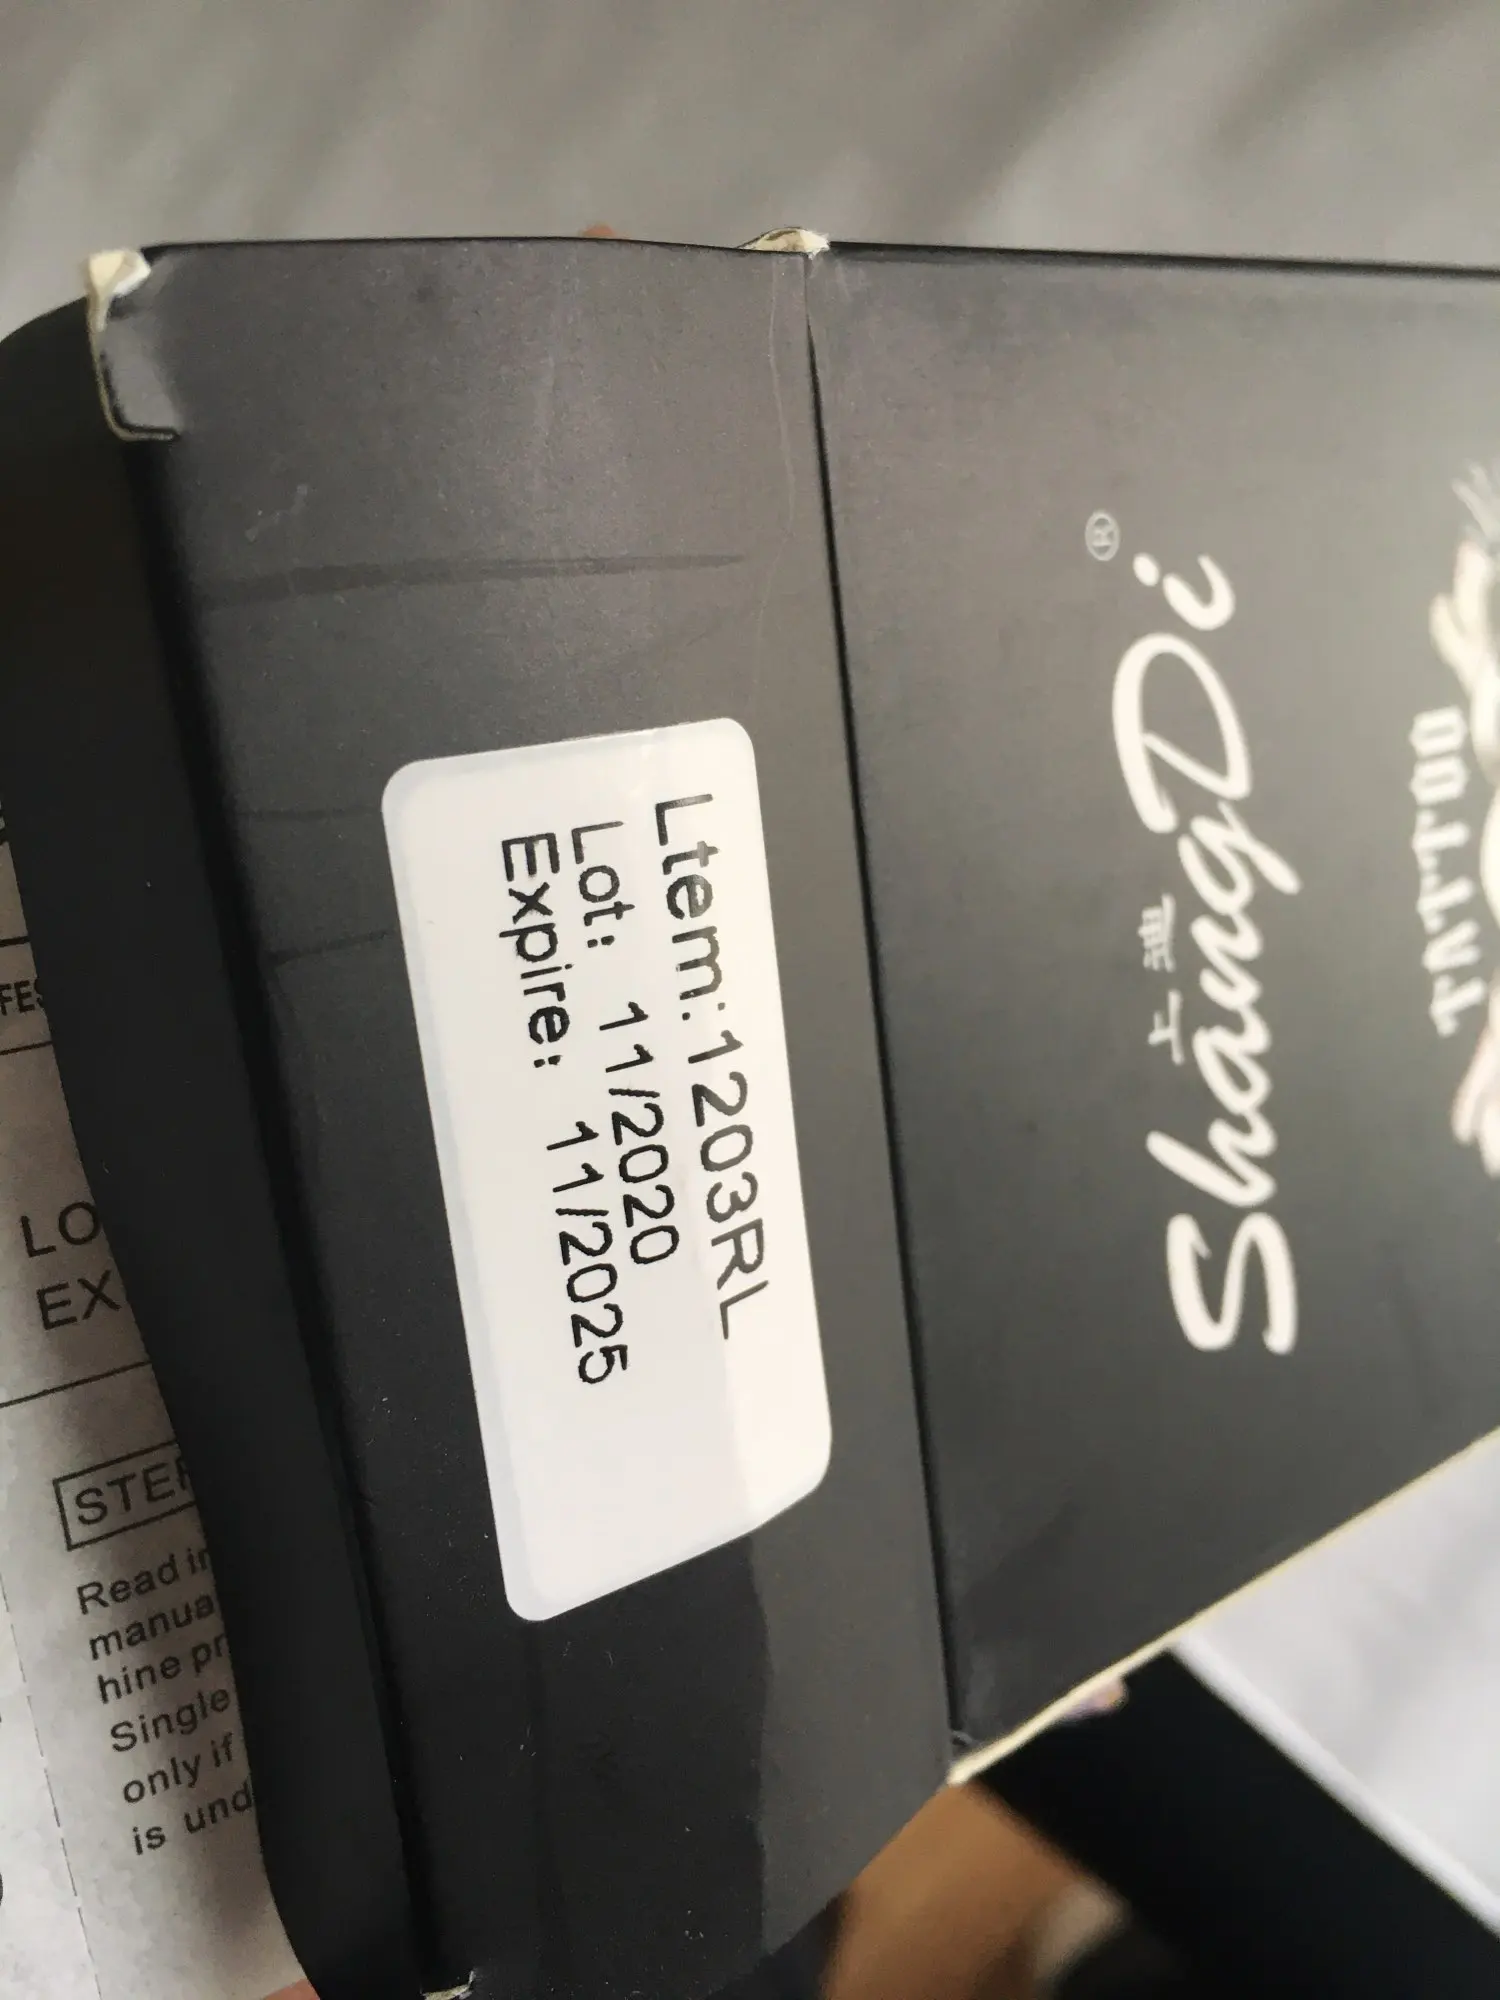 Ltem:1203RL
Lot: 11/2020
Expire: 11/2025
ShangDi®
上迪
TATTOO
LO
EX
Read in
manua
hine pr
Single
only if
is und